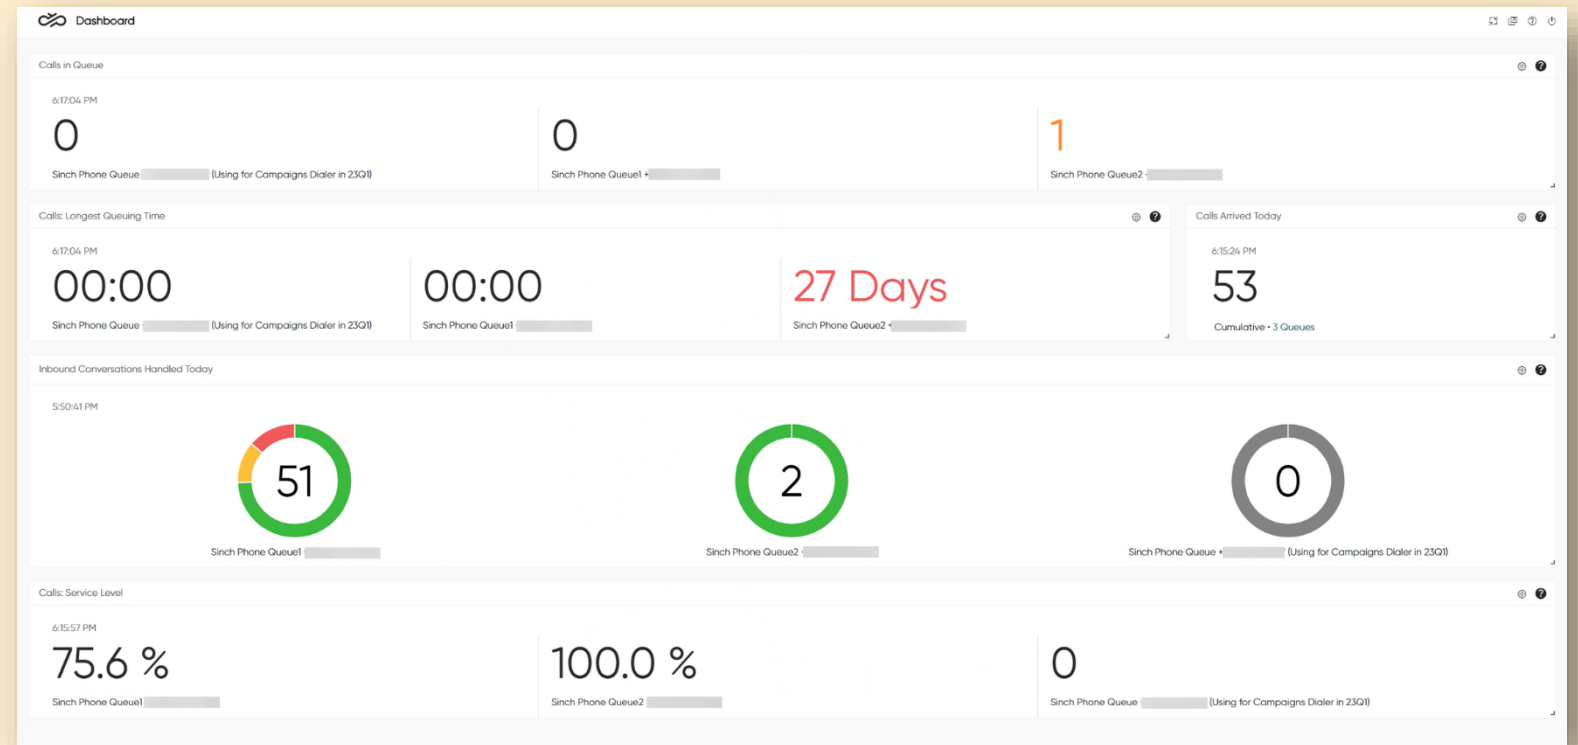 Dashboard
Calls in Queue
6:17:04 PM
0
0
1
Sinch Phone Queue (Using for Campaigns Dialer in 23Q1)
Sinch Phone Queue1 +
Sinch Phone Queue2
Calls: Longest Queuing Time
Calls Arrived Today
6:17:04 PM
6:15:24 PM
00:00
00:00
27 Days
53
Sinch Phone Queue (Using for Campaigns Dialer in 23Q1)
Sinch Phone Queue1
Sinch Phone Queue2 +
Cumulative • 3 Queues
Inbound Conversations Handled Today
5:50:41 PM
51
2
0
Sinch Phone Queue1
Sinch Phone Queue2
Sinch Phone Queue + (Using for Campaigns Dialer in 23Q1)
Calls: Service Level
6:15:57 PM
75.6 %
100.0 %
0
Sinch Phone Queue1
Sinch Phone Queue2
Sinch Phone Queue (Using for Campaigns Dialer in 23Q1)